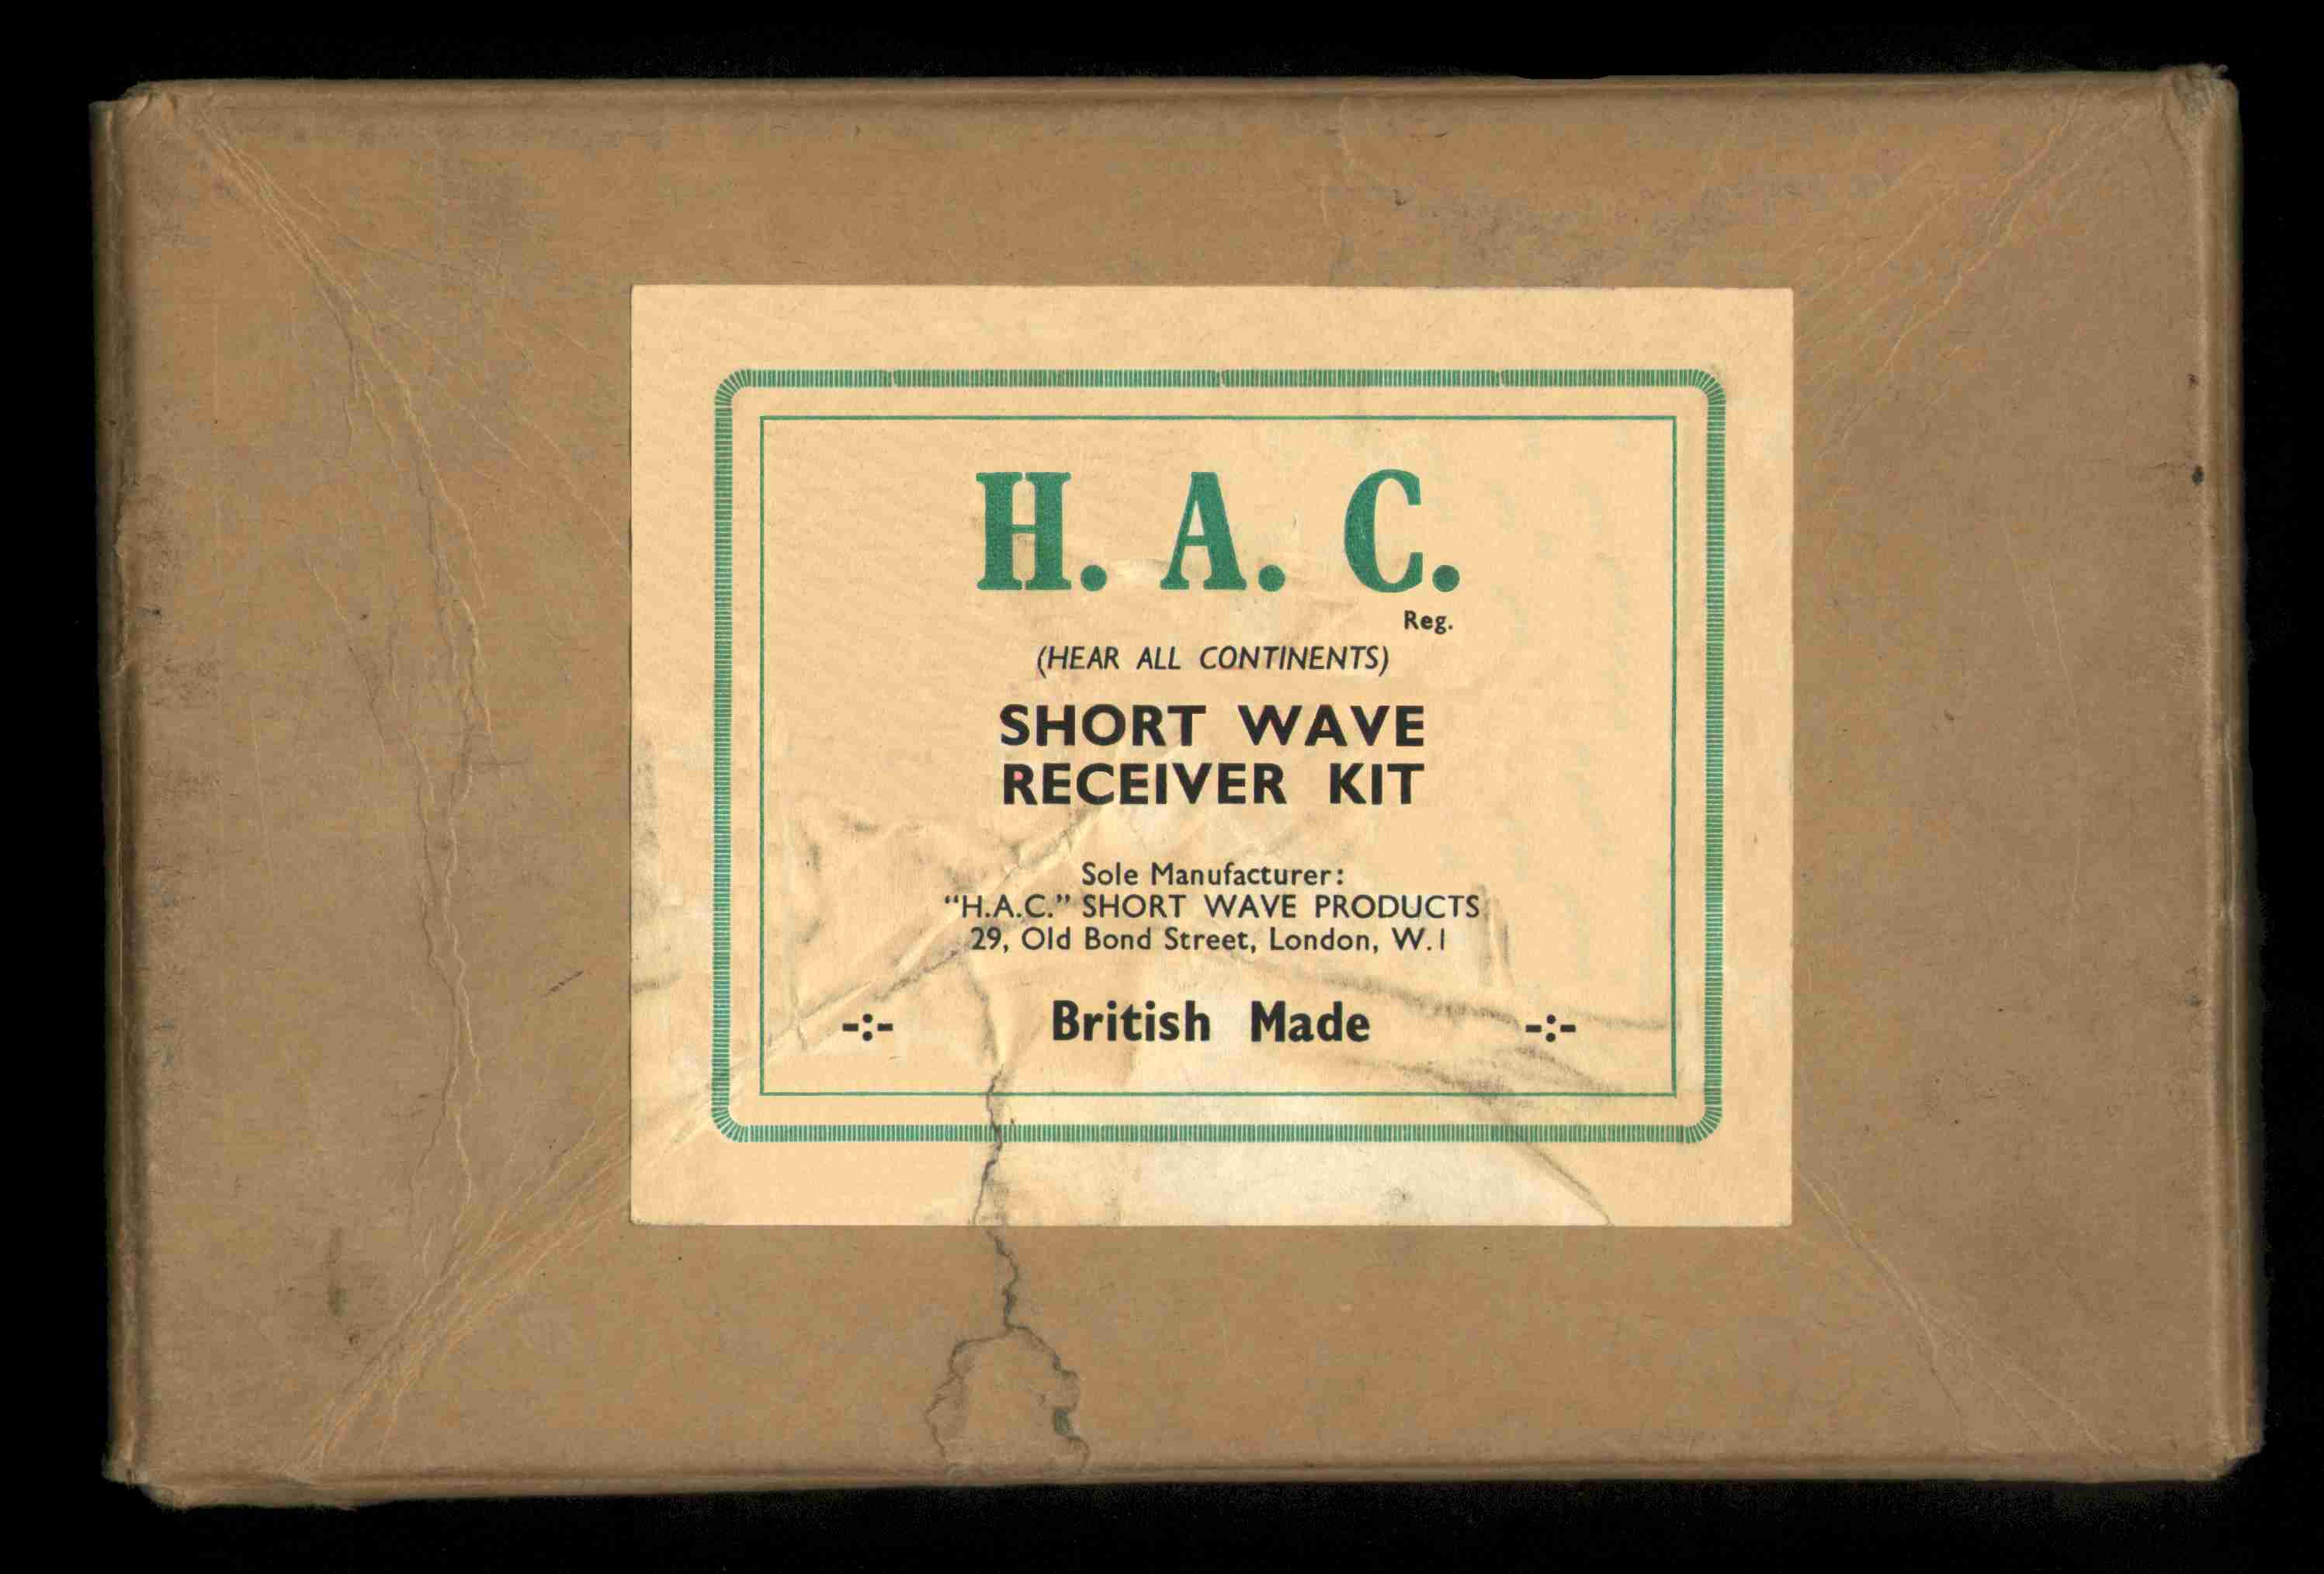 H. A. C.
Reg.
(HEAR ALL CONTINENTS)
SHORT WAVE
RECEIVER KIT
Sole Manufacturer:
"H.A.C." SHORT WAVE PRODUCTS
29, Old Bond Street, London, W.1
-:- British Made -:-